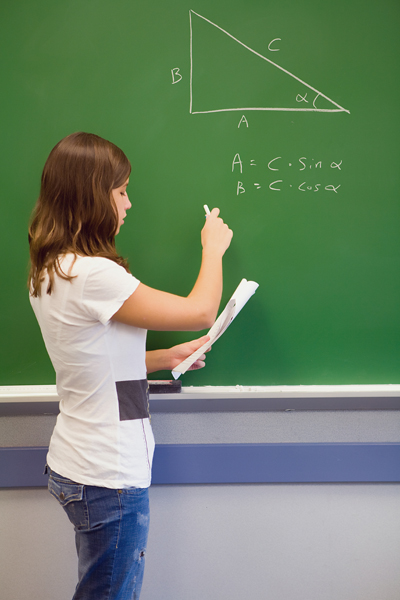 C
B
α
A
A = C · sin α
B = C · cos α